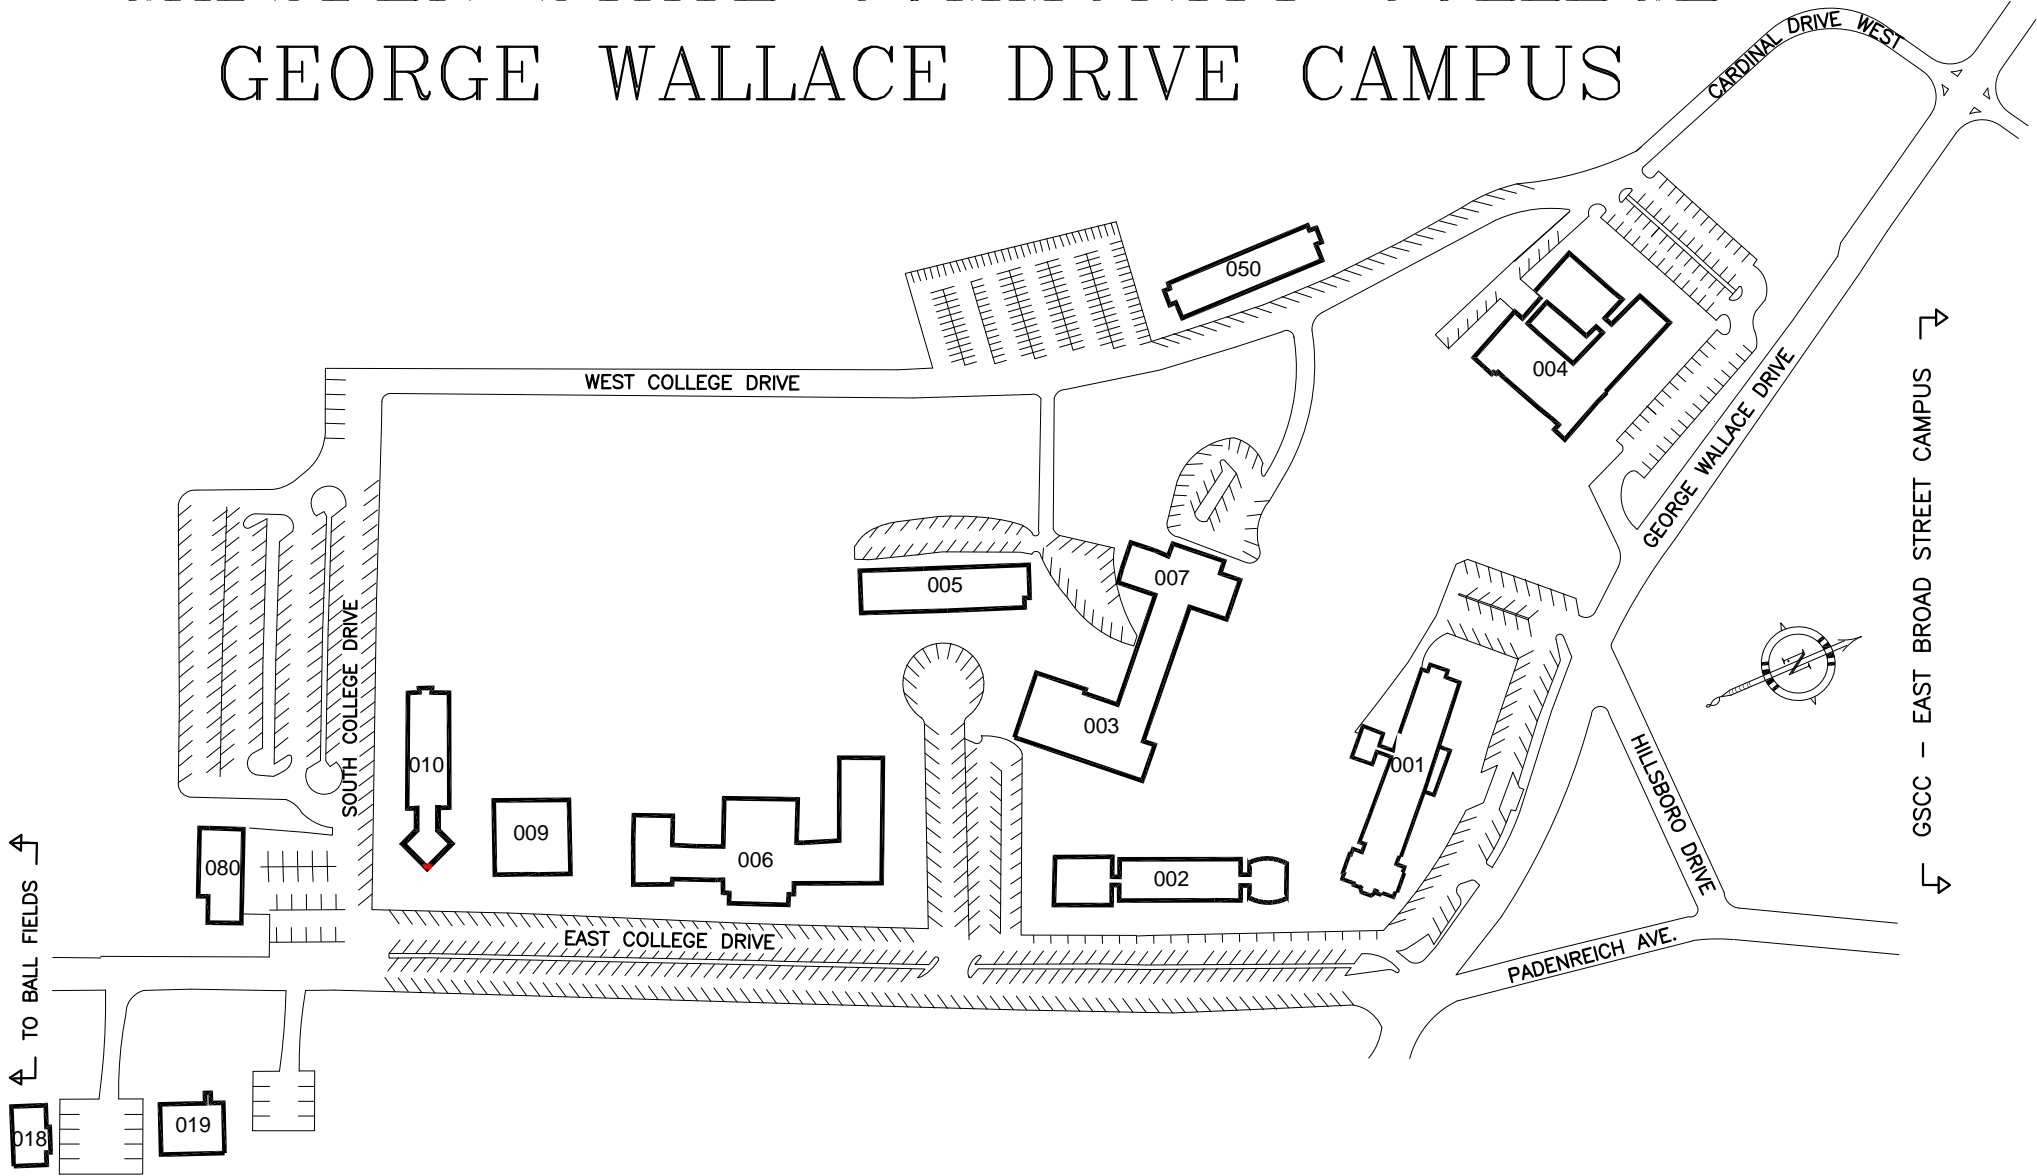 GEORGE WALLACE DRIVE CAMPUS
CARDINAL DRIVE WEST
050
004
WEST COLLEGE DRIVE
GEORGE WALLACE DRIVE
GSCC - EAST BROAD STREET CAMPUS
005
007
SOUTH COLLEGE DRIVE
N
003
010
001
HILLSBORO DRIVE
009
006
080
002
TO BALL FIELDS
EAST COLLEGE DRIVE
PADENREICH AVE.
019
018